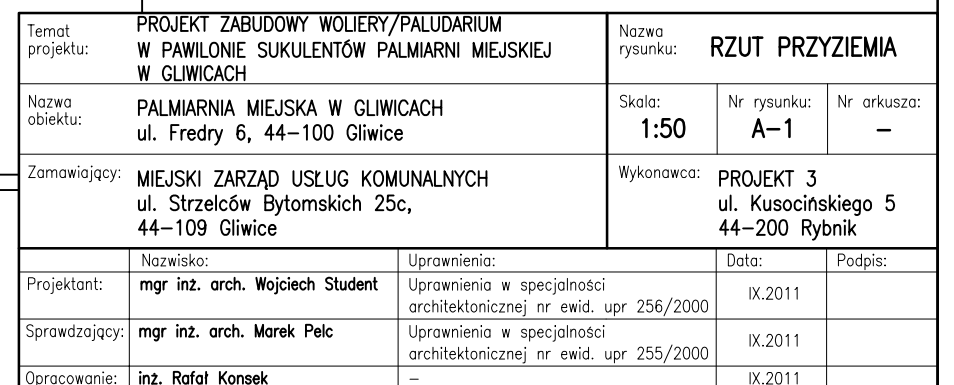 Temat projektu:
PROJEKT ZABUDOWY WOLIERY/PALUDARIUM
W PAWILONIE SUKULENTÓW PALMIARNI MIEJSKIEJ
W GLIWICACH
Nazwa rysunku:
RZUT PRZYZIEMIA
Nazwa obiektu:
PALMIARNIA MIEJSKA W GLIWICACH
ul. Fredry 6, 44-100 Gliwice
Skala:
1:50
Nr rysunku:
A-1
Nr arkusza:
-
Zamawiający:
MIEJSKI ZARZĄD USŁUG KOMUNALNYCH
ul. Strzelców Bytomskich 25c,
44-109 Gliwice
Wykonawca:
PROJEKT 3
ul. Kusocińskiego 5
44-200 Rybnik
Nazwisko: Uprawnienia: Data: Podpis:
Projektant: mgr inż. arch. Wojciech Student
Uprawnienia w specjalności
architektonicznej nr ewid. upr 256/2000
IX.2011
Sprawdzający: mgr inż. arch. Marek Pelc
Uprawnienia w specjalności
architektonicznej nr ewid. upr 255/2000
IX.2011
Opracowanie: inż. Rafał Konsek - IX.2011